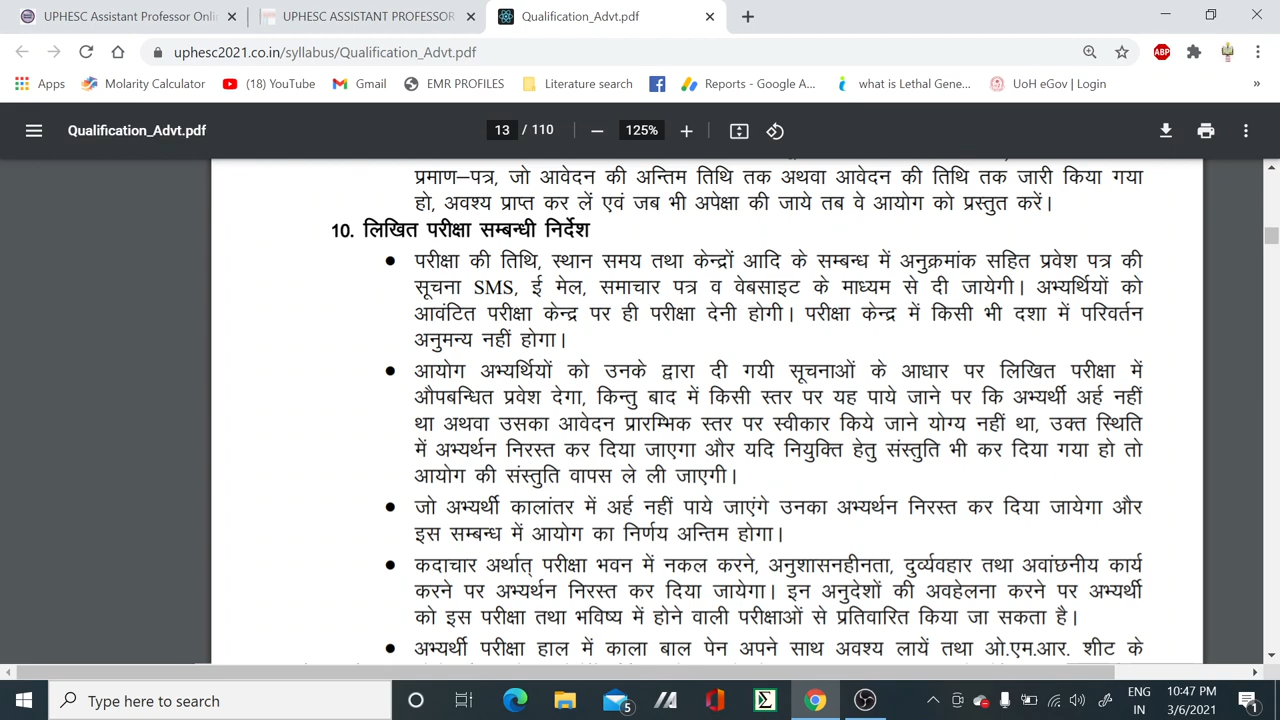 UPHESC Assistant Professor Onli
UPHESC ASSISTANT PROFESSOR
Qualification_Advt.pdf
uphesc2021.co.in/syllabus/Qualification_Advt.pdf
ABP
Apps
Molarity Calculator
(18) YouTube
Gmail
EMR PROFILES
Literature search
Reports - Google A...
what is Lethal Gene...
UoH eGov | Login
»
Qualification_Advt.pdf
13 / 110
125%
प्रमाण–पत्र, जो आवेदन की अन्तिम तिथि तक अथवा आवेदन की तिथि तक जारी किया गया
हो, अवश्य प्राप्त कर लें एवं जब भी अपेक्षा की जाये तब वे आयोग को प्रस्तुत करें।
10. लिखित परीक्षा सम्बन्धी निर्देश
● परीक्षा की तिथि, स्थान समय तथा केन्द्रों आदि के सम्बन्ध में अनुक्रमांक सहित प्रवेश पत्र की
सूचना SMS, ई मेल, समाचार पत्र व वेबसाइट के माध्यम से दी जायेगी। अभ्यर्थियों को
आवंटित परीक्षा केन्द्र पर ही परीक्षा देनी होगी। परीक्षा केन्द्र में किसी भी दशा में परिवर्तन
अनुमन्य नहीं होगा।
● आयोग अभ्यर्थियों को उनके द्वारा दी गयी सूचनाओं के आधार पर लिखित परीक्षा में
औपबन्धित प्रवेश देगा, किन्तु बाद में किसी स्तर पर यह पाये जाने पर कि अभ्यर्थी अर्ह नहीं
था अथवा उसका आवेदन प्रारम्भिक स्तर पर स्वीकार किये जाने योग्य नहीं था, उक्त स्थिति
में अभ्यर्थन निरस्त कर दिया जाएगा और यदि नियुक्ति हेतु संस्तुति भी कर दिया गया हो तो
आयोग की संस्तुति वापस ले ली जाएगी।
● जो अभ्यर्थी कालांतर में अर्ह नहीं पाये जाएंगे उनका अभ्यर्थन निरस्त कर दिया जायेगा और
इस सम्बन्ध में आयोग का निर्णय अन्तिम होगा।
● कदाचार अर्थात् परीक्षा भवन में नकल करने, अनुशासनहीनता, दुर्व्यवहार तथा अवांछनीय कार्य
करने पर अभ्यर्थन निरस्त कर दिया जायेगा। इन अनुदेशों की अवहेलना करने पर अभ्यर्थी
को इस परीक्षा तथा भविष्य में होने वाली परीक्षाओं से प्रतिवारित किया जा सकता है।
● अभ्यर्थी परीक्षा हाल में काला बाल पेन अपने साथ अवश्य लायें तथा ओ.एम.आर. शीट के
Type here to search
5
ENG
IN
10:47 PM
3/6/2021
1